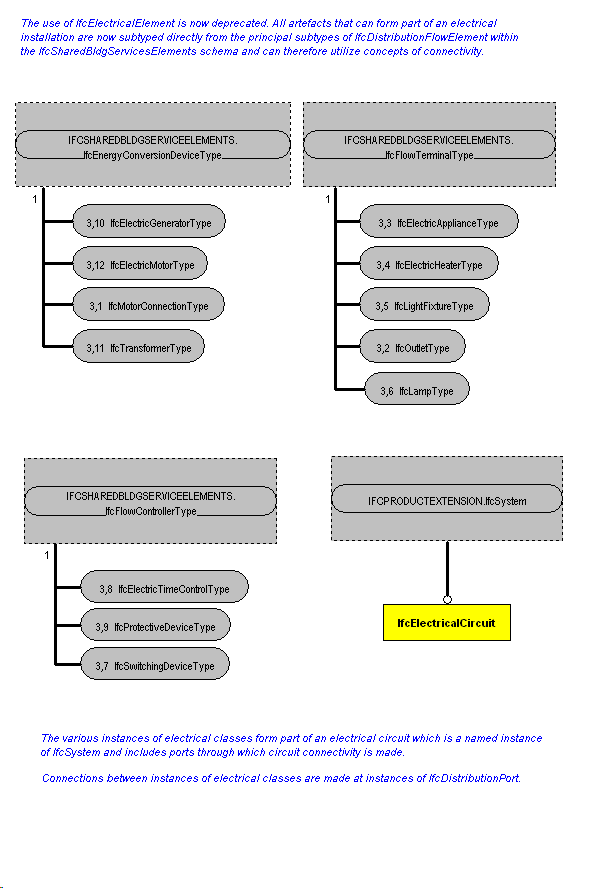 The use of IfcElectricalElement is now deprecated. All artefacts that can form part of an electrical
installation are now subtyped directly from the principal subtypes of IfcDistributionFlowElement within
the IfcSharedBldgServicesElements schema and can therefore utilize concepts of connectivity.
IFCSHAREDBLDGSERVICEELEMENTS.
IfcEnergyConversionDeviceType
1
3,10 IfcElectricGeneratorType
3,12 IfcElectricMotorType
3,1 IfcMotorConnectionType
3,11 IfcTransformerType
IFCSHAREDBLDGSERVICEELEMENTS.
IfcFlowTerminalType
1
3,3 IfcElectricApplianceType
3,4 IfcElectricHeaterType
3,5 IfcLightFixtureType
3,2 IfcOutletType
3,6 IfcLampType
IFCSHAREDBLDGSERVICEELEMENTS.
IfcFlowControllerType
1
3,8 IfcElectricTimeControlType
3,9 IfcProtectiveDeviceType
3,7 IfcSwitchingDeviceType
IFCPRODUCTEXTENSION.IfcSystem
IfcElectricalCircuit
The various instances of electrical classes form part of an electrical circuit which is a named instance
of IfcSystem and includes ports through which circuit connectivity is made.
Connections between instances of electrical classes are made at instances of IfcDistributionPort.